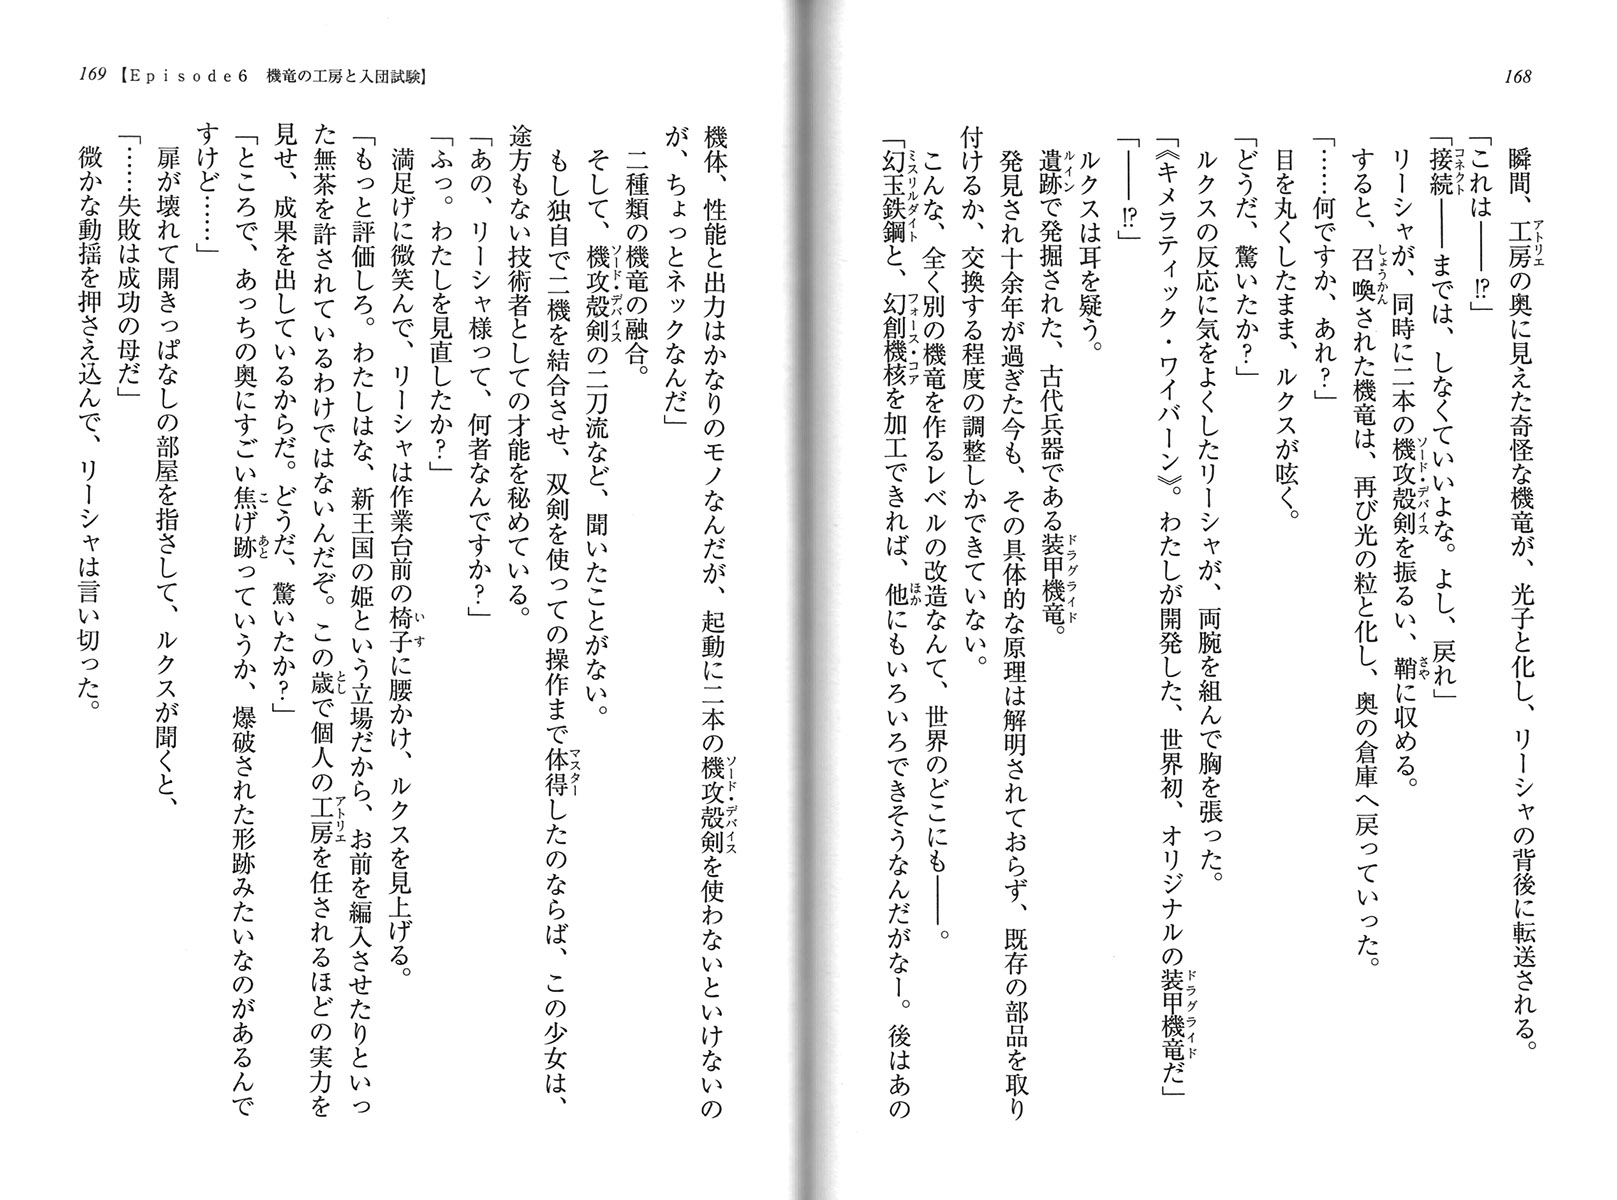 168
瞬間、工房の奥に見えた奇怪な機竜が、光子と化し、リーシャの背後に転送される。
「これは――!?」
「接続――までは、しなくていいよな。よし、戻れ」
リーシャが、同時に二本の機攻殻剣を振るい、鞘に収める。
すると、召喚された機竜は、再び光の粒と化し、奥の倉庫へ戻っていった。
「……何ですか、あれ?」
目を丸くしたまま、ルクスが呟く。
「どうだ、驚いたか?」
ルクスの反応に気をよくしたリーシャが、両腕を組んで胸を張った。
「《キメラティック・ワイバーン》。わたしが開発した、世界初、オリジナルの装甲機竜だ」
「――!?」
ルクスは耳を疑う。
遺跡で発掘された、古代兵器である装甲機竜。
発見され十余年が過ぎた今も、その具体的な原理は解明されておらず、既存の部品を取り
付けるか、交換する程度の調整しかできていない。
こんな、全く別の機竜を作るレベルの改造なんて、世界のどこにも――。
「幻玉鉄鋼と、幻創機核を加工できれば、他にもいろいろできそうなんだがなー。後はあの
169【Episode6 機竜の工房と入団試験】
機体、性能と出力はかなりのモノなんだが、起動に二本の機攻殻剣を使わないといけないの
が、ちょっとネックなんだ」
二種類の機竜の融合。
そして、機攻殻剣の二刀流など、聞いたことがない。
もし独自で二機を結合させ、双剣を使っての操作まで体得したのならば、この少女は、
途方もない技術者としての才能を秘めている。
「あの、リーシャ様って、何者なんですか?」
「ふっ。わたしを見直したか?」
満足げに微笑んで、リーシャは作業台前の椅子に腰かけ、ルクスを見上げる。
「もっと評価しろ。わたしはな、新王国の姫という立場だから、お前を編入させたりといっ
た無茶を許されているわけではないんだぞ。この歳で個人の工房を任されるほどの実力を
見せ、成果を出しているからだ。どうだ、驚いたか?」
「ところで、あっちの奥にすごい焦げ跡っていうか、爆破された形跡みたいなのがあるんで
すけど……」
扉が壊れて開きっぱなしの部屋を指さして、ルクスが聞くと、
「……失敗は成功の母だ」
微かな動揺を押さえ込んで、リーシャは言い切った。